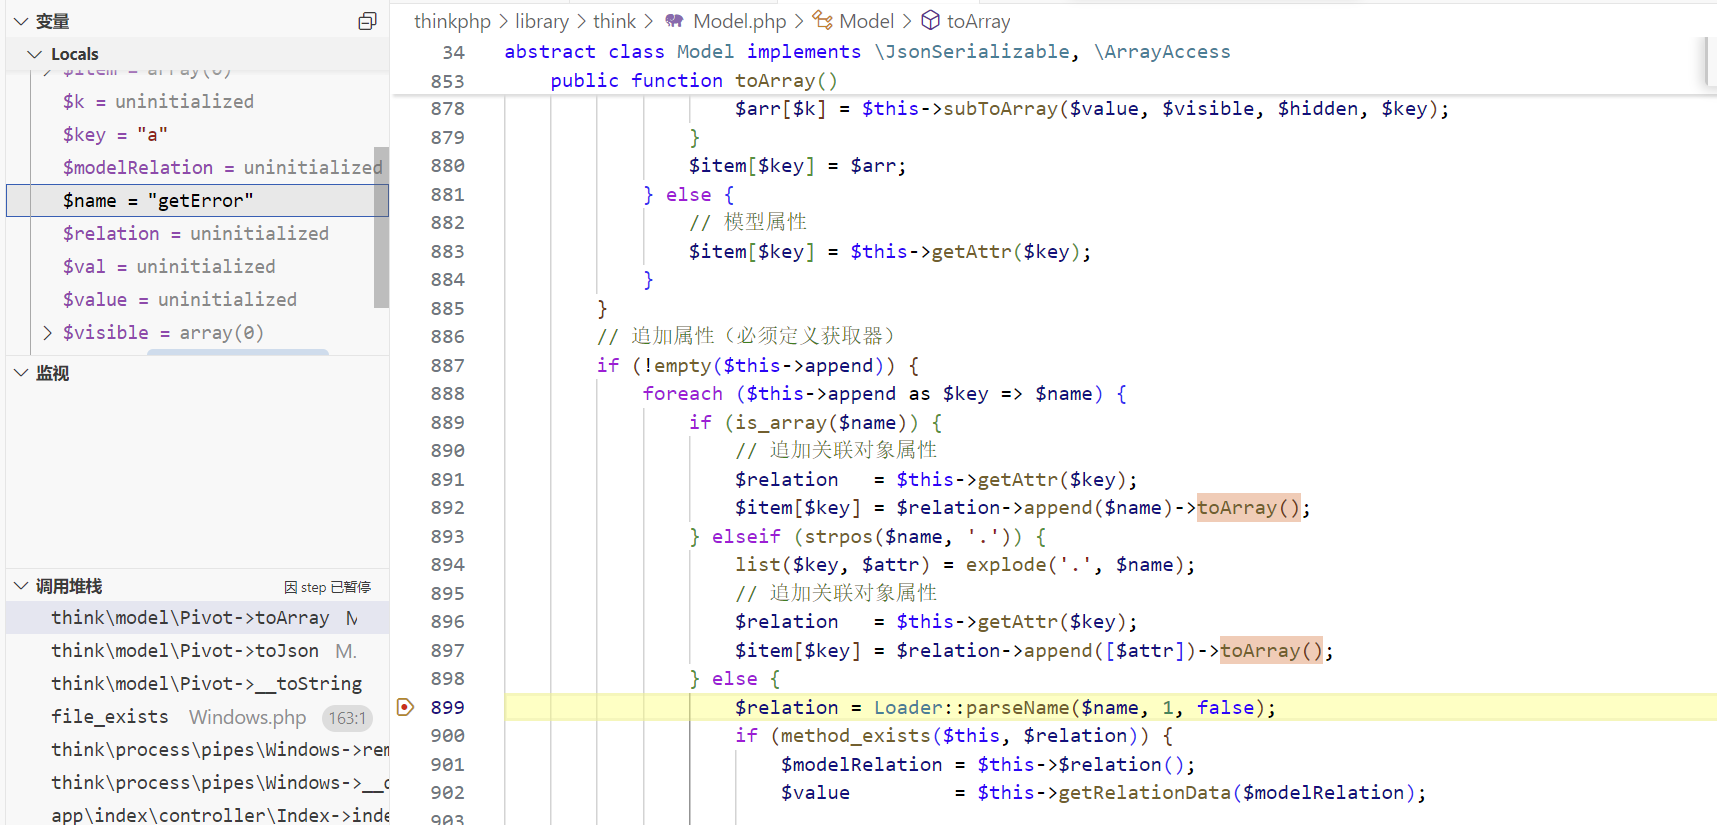 变量
Locals
$item = array(0)
$k = uninitialized
$key = "a"
$modelRelation = uninitialized
$name = "getError"
$relation = uninitialized
$val = uninitialized
$value = uninitialized
$visible = array(0)
监视
调用堆栈 因 step 已暂停
think\model\Pivot->toArray M
think\model\Pivot->toJson M.
think\model\Pivot->__toString
file_exists Windows.php 163:1
think\process\pipes\Windows->rem
think\process\pipes\Windows->__d
app\index\controller\Index->inde
thinkphp > library > think > Model.php > Model > toArray
34 abstract class Model implements \JsonSerializable, \ArrayAccess
853 public function toArray()
878 $arr[$k] = $this->subToArray($value, $visible, $hidden, $key);
879 }
880 $item[$key] = $arr;
881 } else {
882 // 模型属性
883 $item[$key] = $this->getAttr($key);
884 }
885 }
886 // 追加属性（必须定义获取器）
887 if (!empty($this->append)) {
888 foreach ($this->append as $key => $name) {
889 if (is_array($name)) {
890 // 追加关联对象属性
891 $relation   = $this->getAttr($key);
892 $item[$key] = $relation->append($name)->toArray();
893 } elseif (strpos($name, '.')) {
894 list($key, $attr) = explode('.', $name);
895 // 追加关联对象属性
896 $relation   = $this->getAttr($key);
897 $item[$key] = $relation->append([$attr])->toArray();
898 } else {
899 $relation = Loader::parseName($name, 1, false);
900 if (method_exists($this, $relation)) {
901 $modelRelation = $this->$relation();
902 $value         = $this->getRelationData($modelRelation);
903